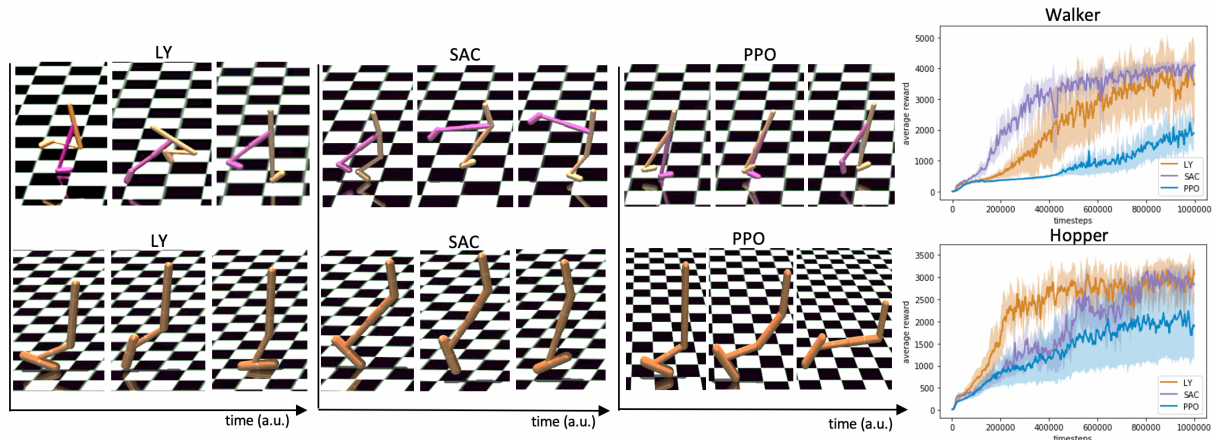 LY
SAC
PPO
LY
SAC
PPO
time (a.u.)
time (a.u.)
time (a.u.)
Walker
average reward
5000
4000
3000
2000
1000
0
LY
SAC
PPO
0
200000
400000
600000
800000
1000000
timesteps
Hopper
average reward
3500
3000
2500
2000
1500
1000
500
0
LY
SAC
PPO
0
200000
400000
600000
800000
1000000
timesteps